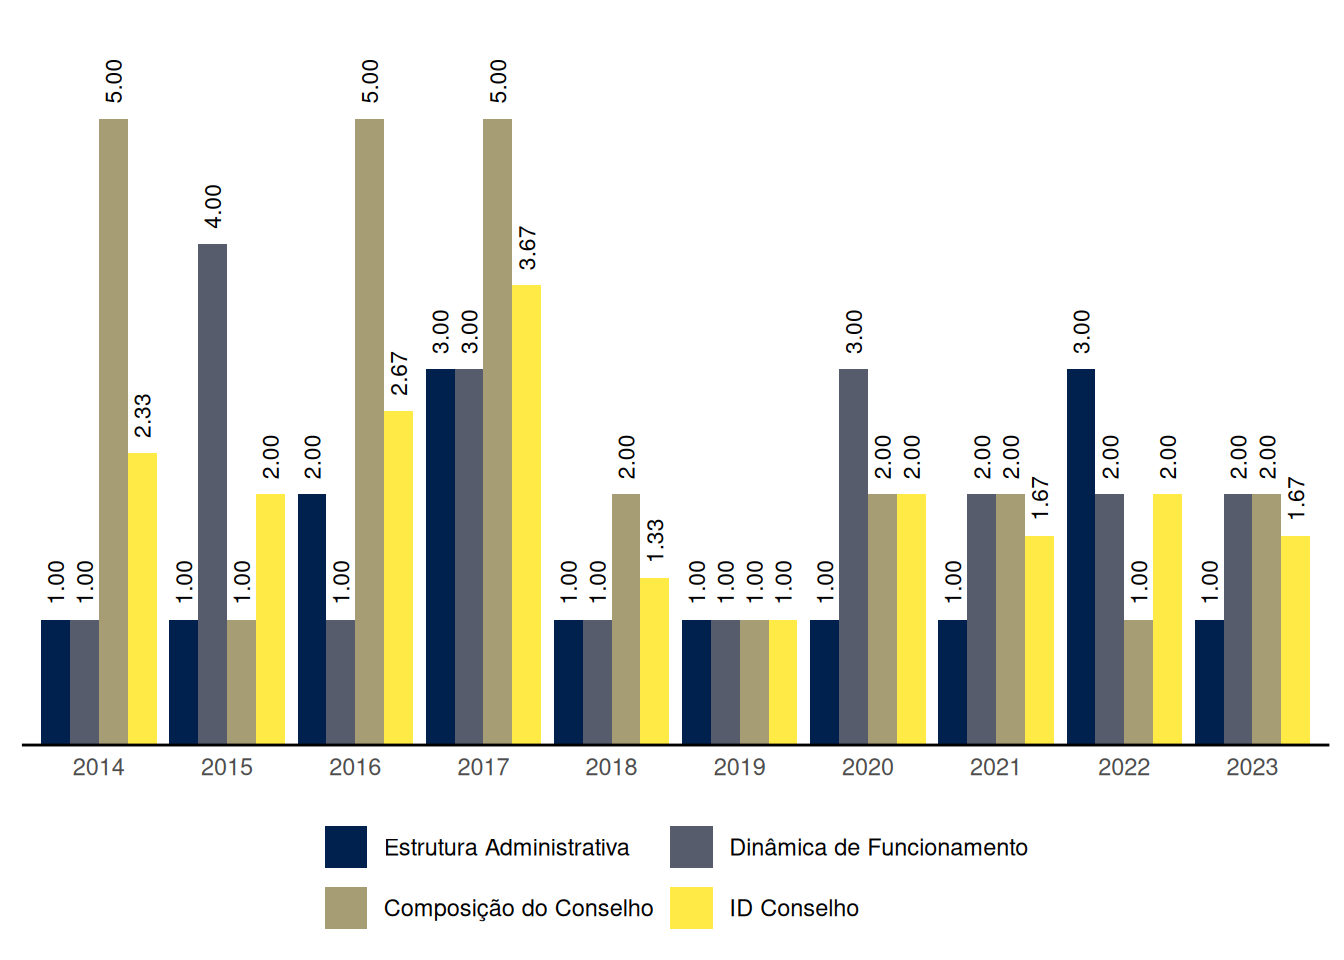 1.00 1.00 5.00 2.33 1.00 4.00 1.00 2.00 2.00 1.00 5.00 2.67 3.00 3.00 5.00 3.67 1.00 1.00 2.00 1.33 1.00 1.00 1.00 1.00 1.00 3.00 2.00 2.00 1.00 2.00 2.00 1.67 3.00 2.00 1.00 2.00 1.00 2.00 2.00 1.67
2014 2015 2016 2017 2018 2019 2020 2021 2022 2023
Estrutura Administrativa Dinâmica de Funcionamento
Composição do Conselho ID Conselho